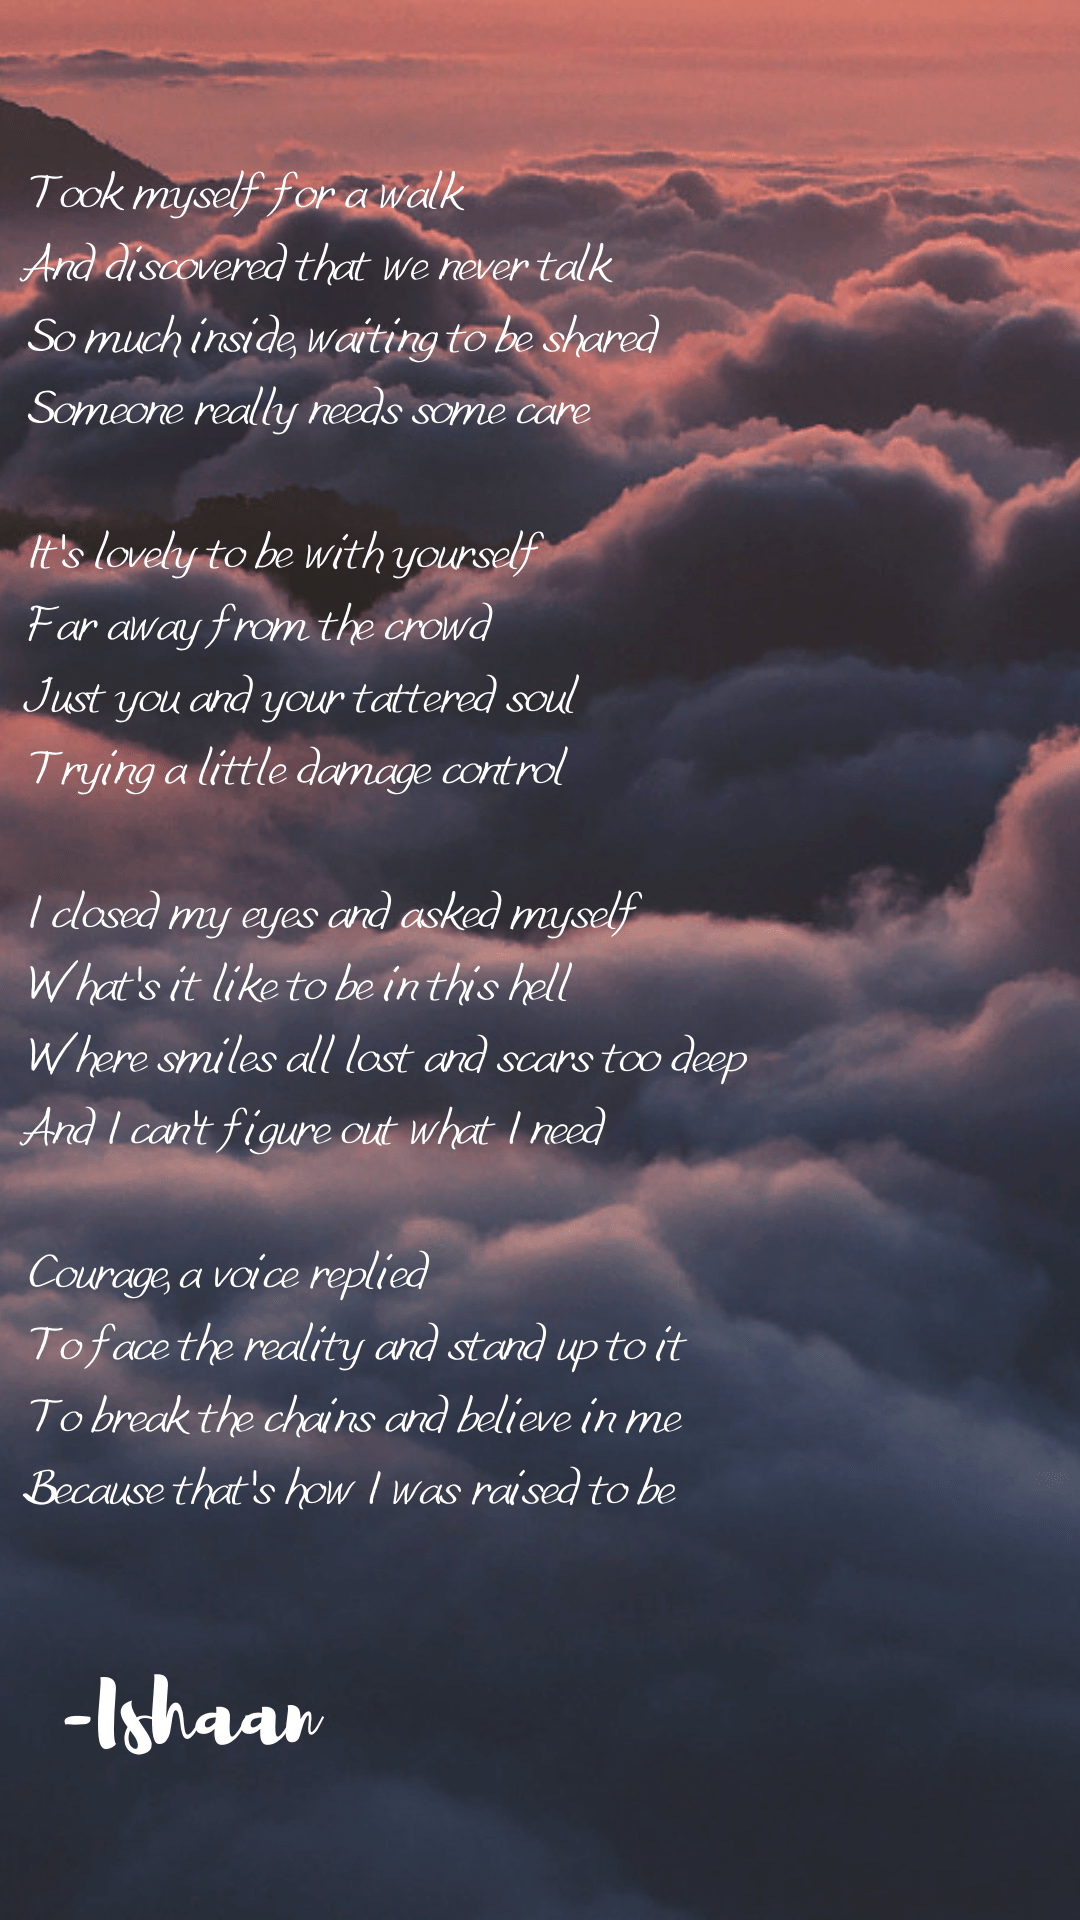 Took myself for a walk
And discovered that we never talk
So much inside, waiting to be shared
Someone really needs some care
It's lovely to be with yourself
Far away from the crowd
Just you and your tattered soul
Trying a little damage control
I closed my eyes and asked myself
What's it like to be in this hell
Where smiles all lost and scars too deep
And I can't figure out what I need
Courage, a voice replied
To face the reality and stand up to it
To break the chains and believe in me
Because that's how I was raised to be
-Ishaan